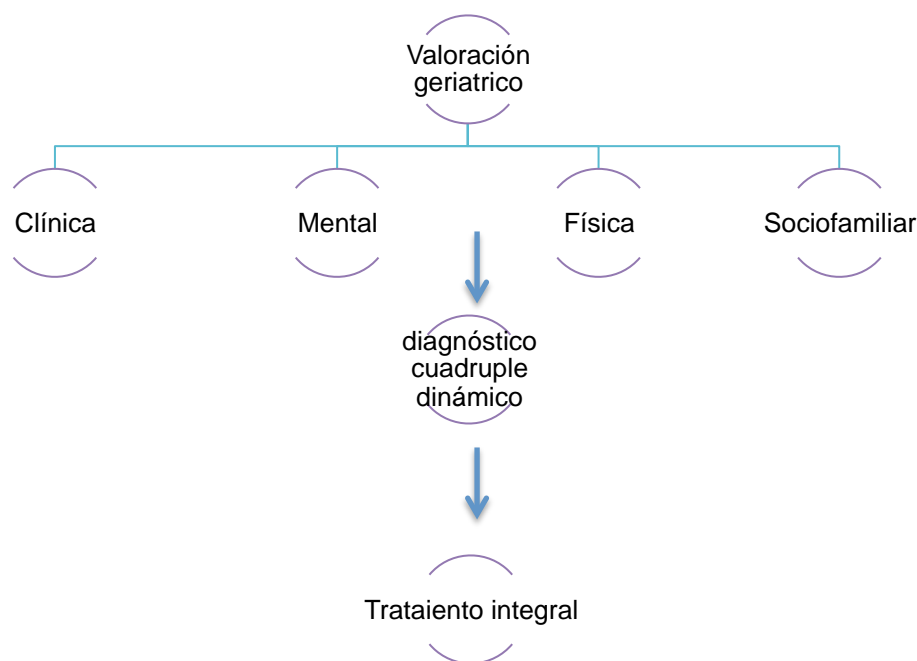 Valoración
geriatrico
Clínica
Mental
Física
Sociofamiliar
diagnóstico
cuadruple
dinámico
Trataiento integral